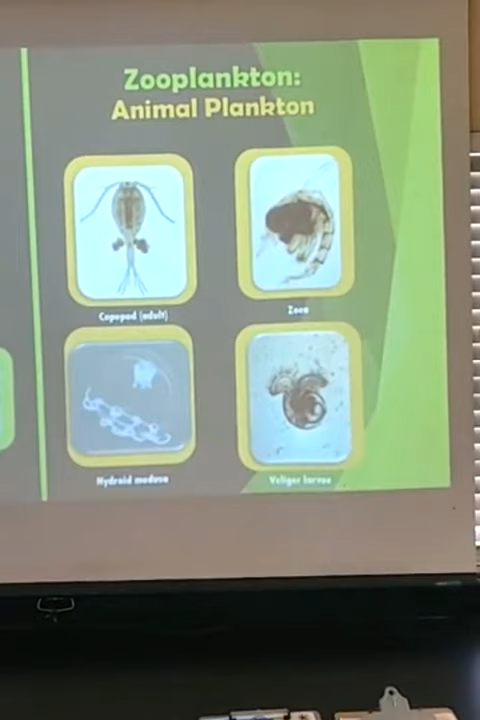 Zooplankton:
Animal Plankton
Copepod (adult)
Zoea
Hydroid medusa
Veliger larvae